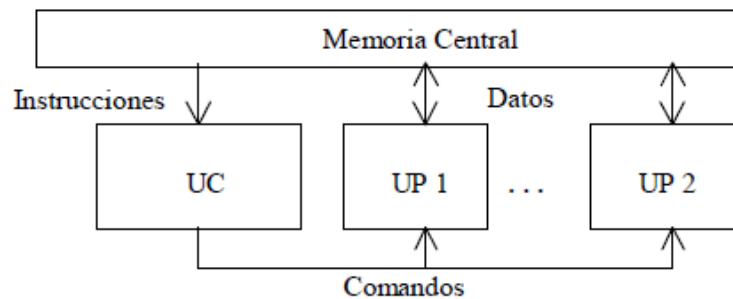 Memoria Central
Instrucciones
Datos
UC
UP 1
. . .
UP 2
Comandos